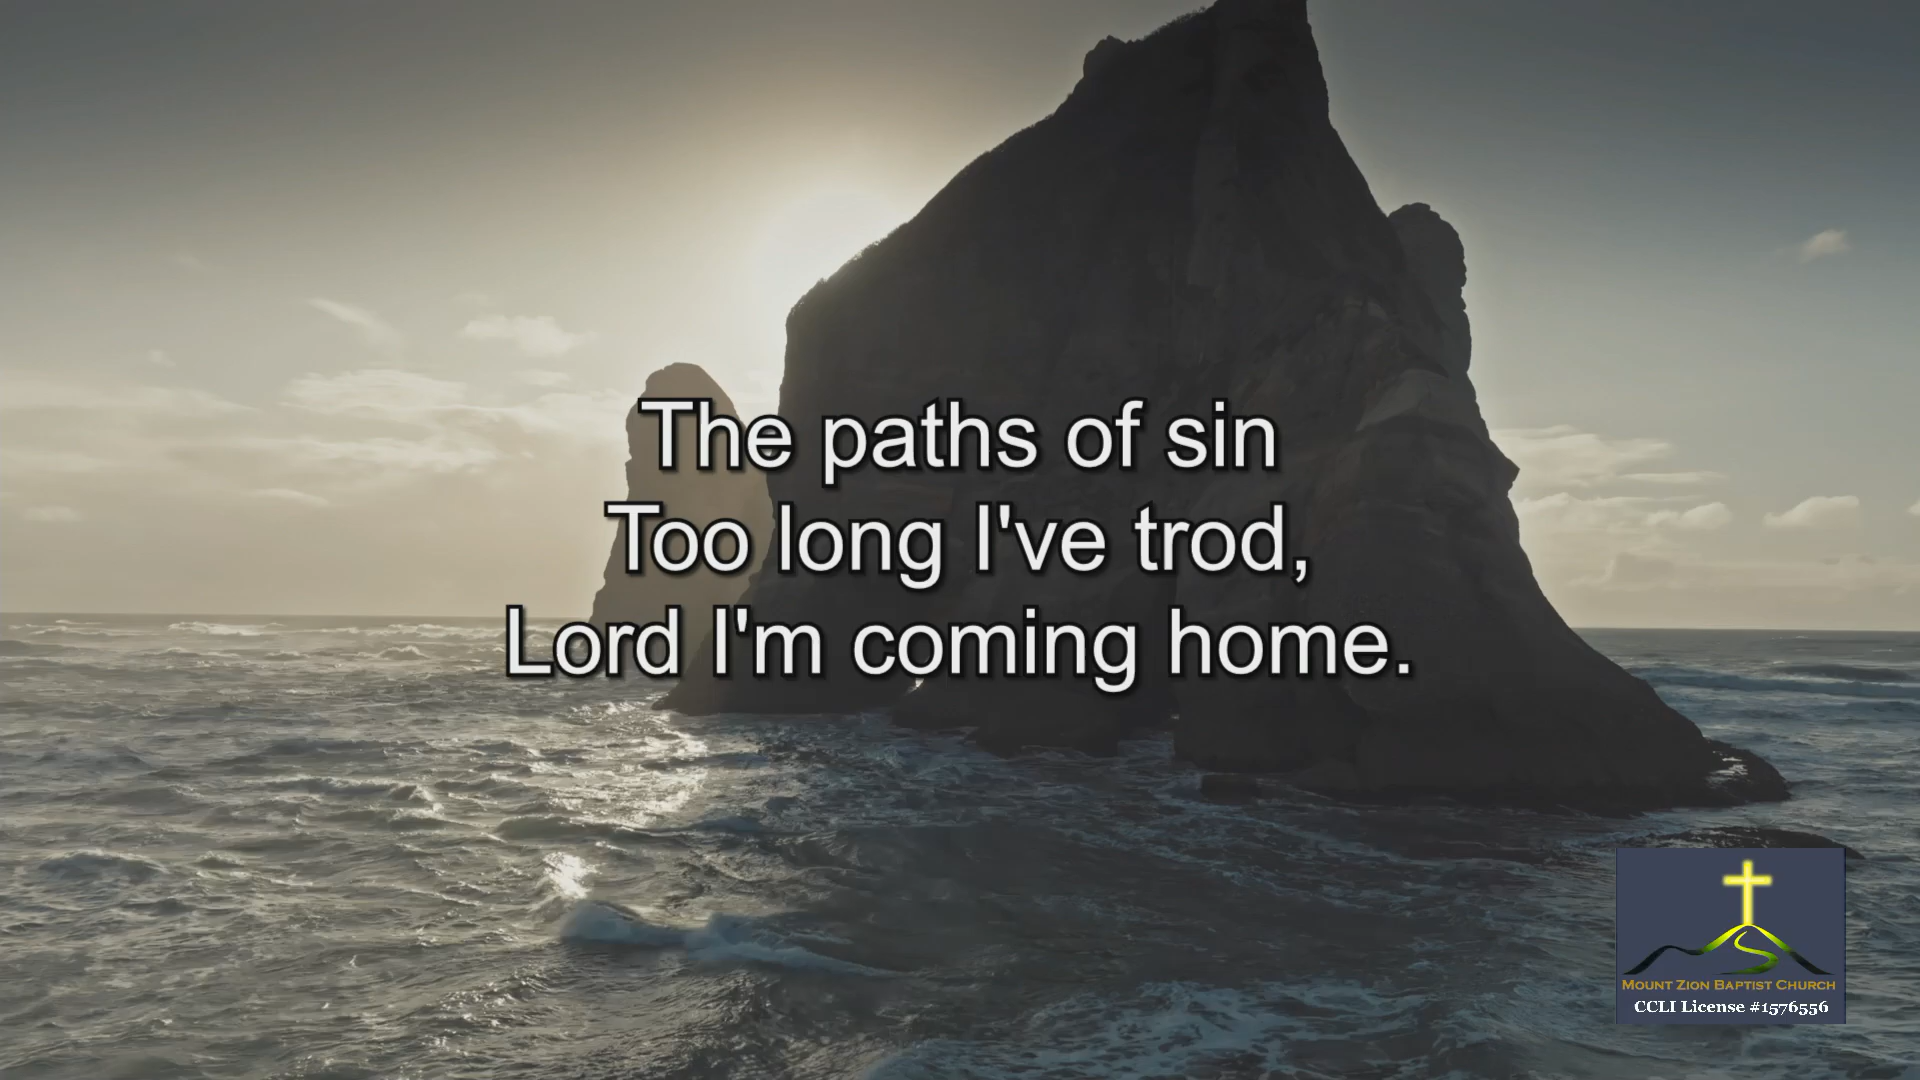 The paths of sin
Too long I've trod,
Lord I'm coming home.
Mount Zion Baptist Church
CCLI License #1576556